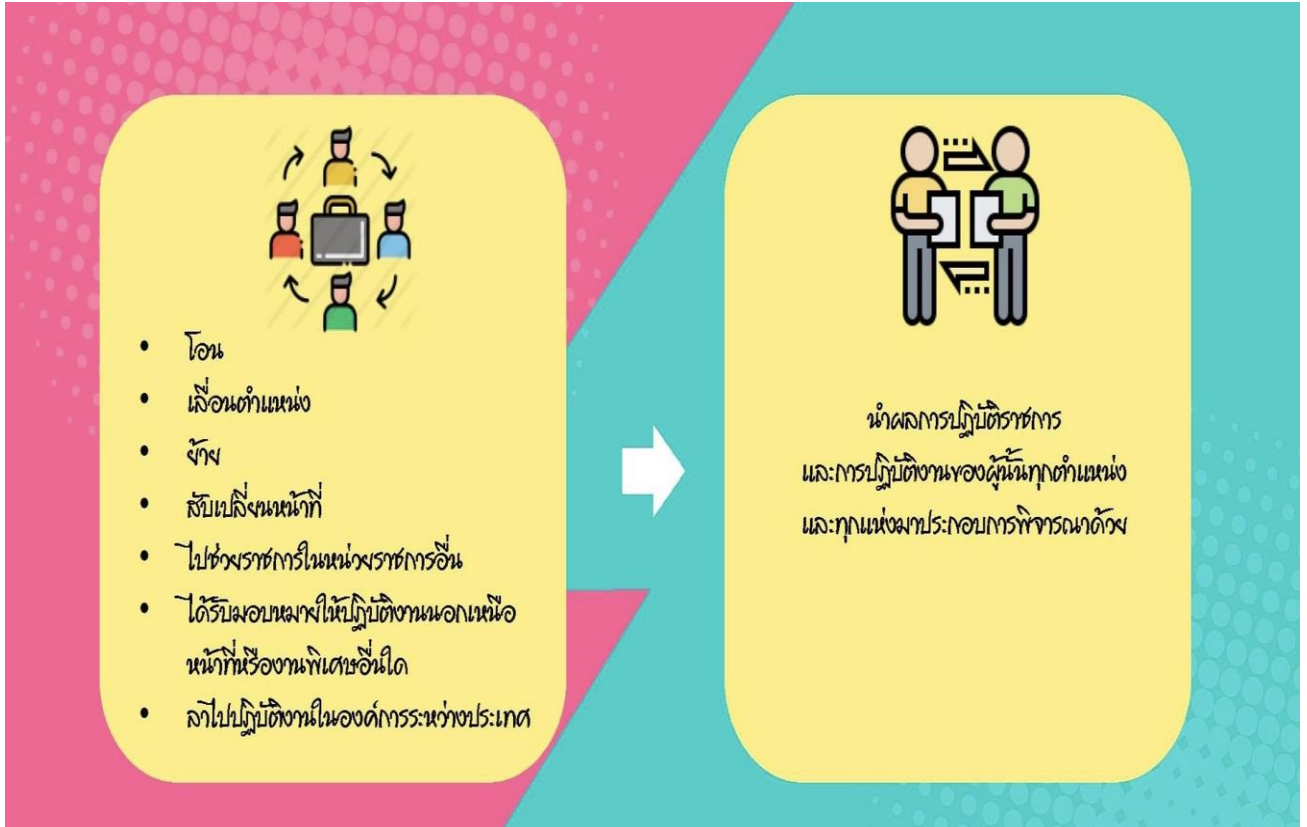 • โอน
• เลื่อนตำแหน่ง
• ย้าย
• สับเปลี่ยนหน้าที่
• ไปช่วยราชการในหน่วยราชการอื่น
• ได้รับมอบหมายให้ปฏิบัติงานนอกเหนือ
หน้าที่หรืองานพิเศษอื่นใด
• ลาไปปฏิบัติงานในองค์การระหว่างประเทศ
นำผลการปฏิบัติราชการ
และการปฏิบัติงานของผู้นั้นทุกตำแหน่ง
และทุกแห่งมาประกอบการพิจารณาด้วย